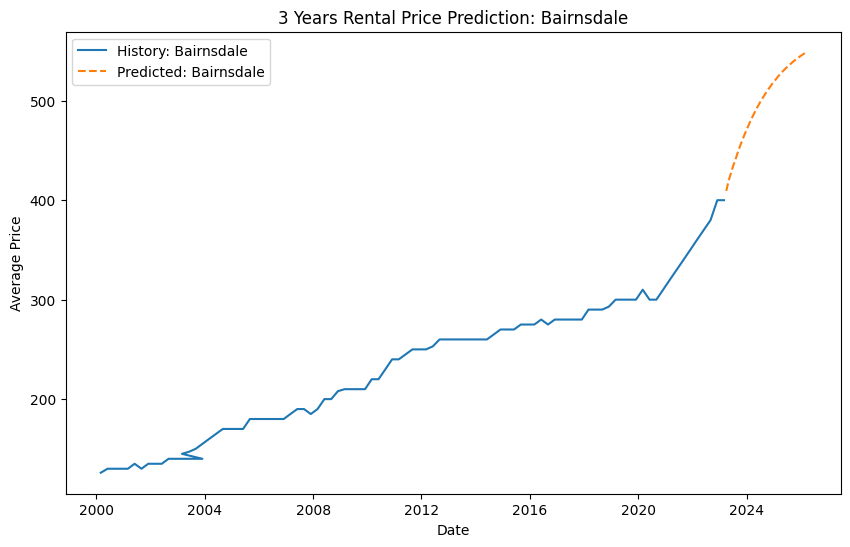 3 Years Rental Price Prediction: Bairnsdale
History: Bairnsdale
Predicted: Bairnsdale
500
400
300
200
Average Price
2000 2004 2008 2012 2016 2020 2024
Date